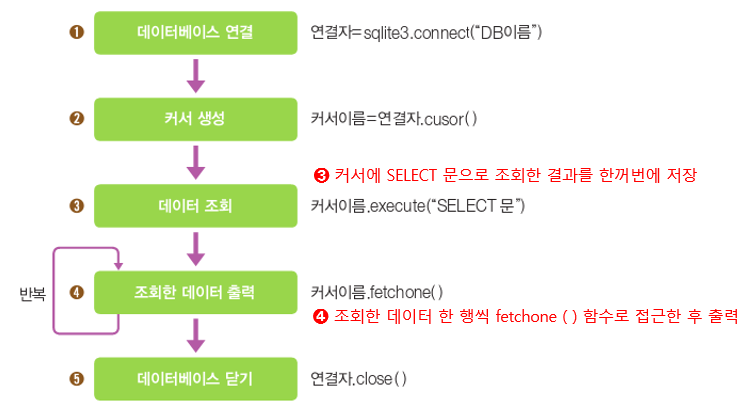 ❶ 데이터베이스 연결 연결자=sqlite3.connect(“DB이름”)
❷ 커서 생성 커서이름=연결자.cusor( )
❸ 커서에 SELECT 문으로 조회한 결과를 한꺼번에 저장
❸ 데이터 조회 커서이름.execute(“SELECT 문”)
반복 ❹ 조회한 데이터 출력 커서이름.fetchone( )
❹ 조회한 데이터 한 행씩 fetchone ( ) 함수로 접근한 후 출력
❺ 데이터베이스 닫기 연결자.close( )